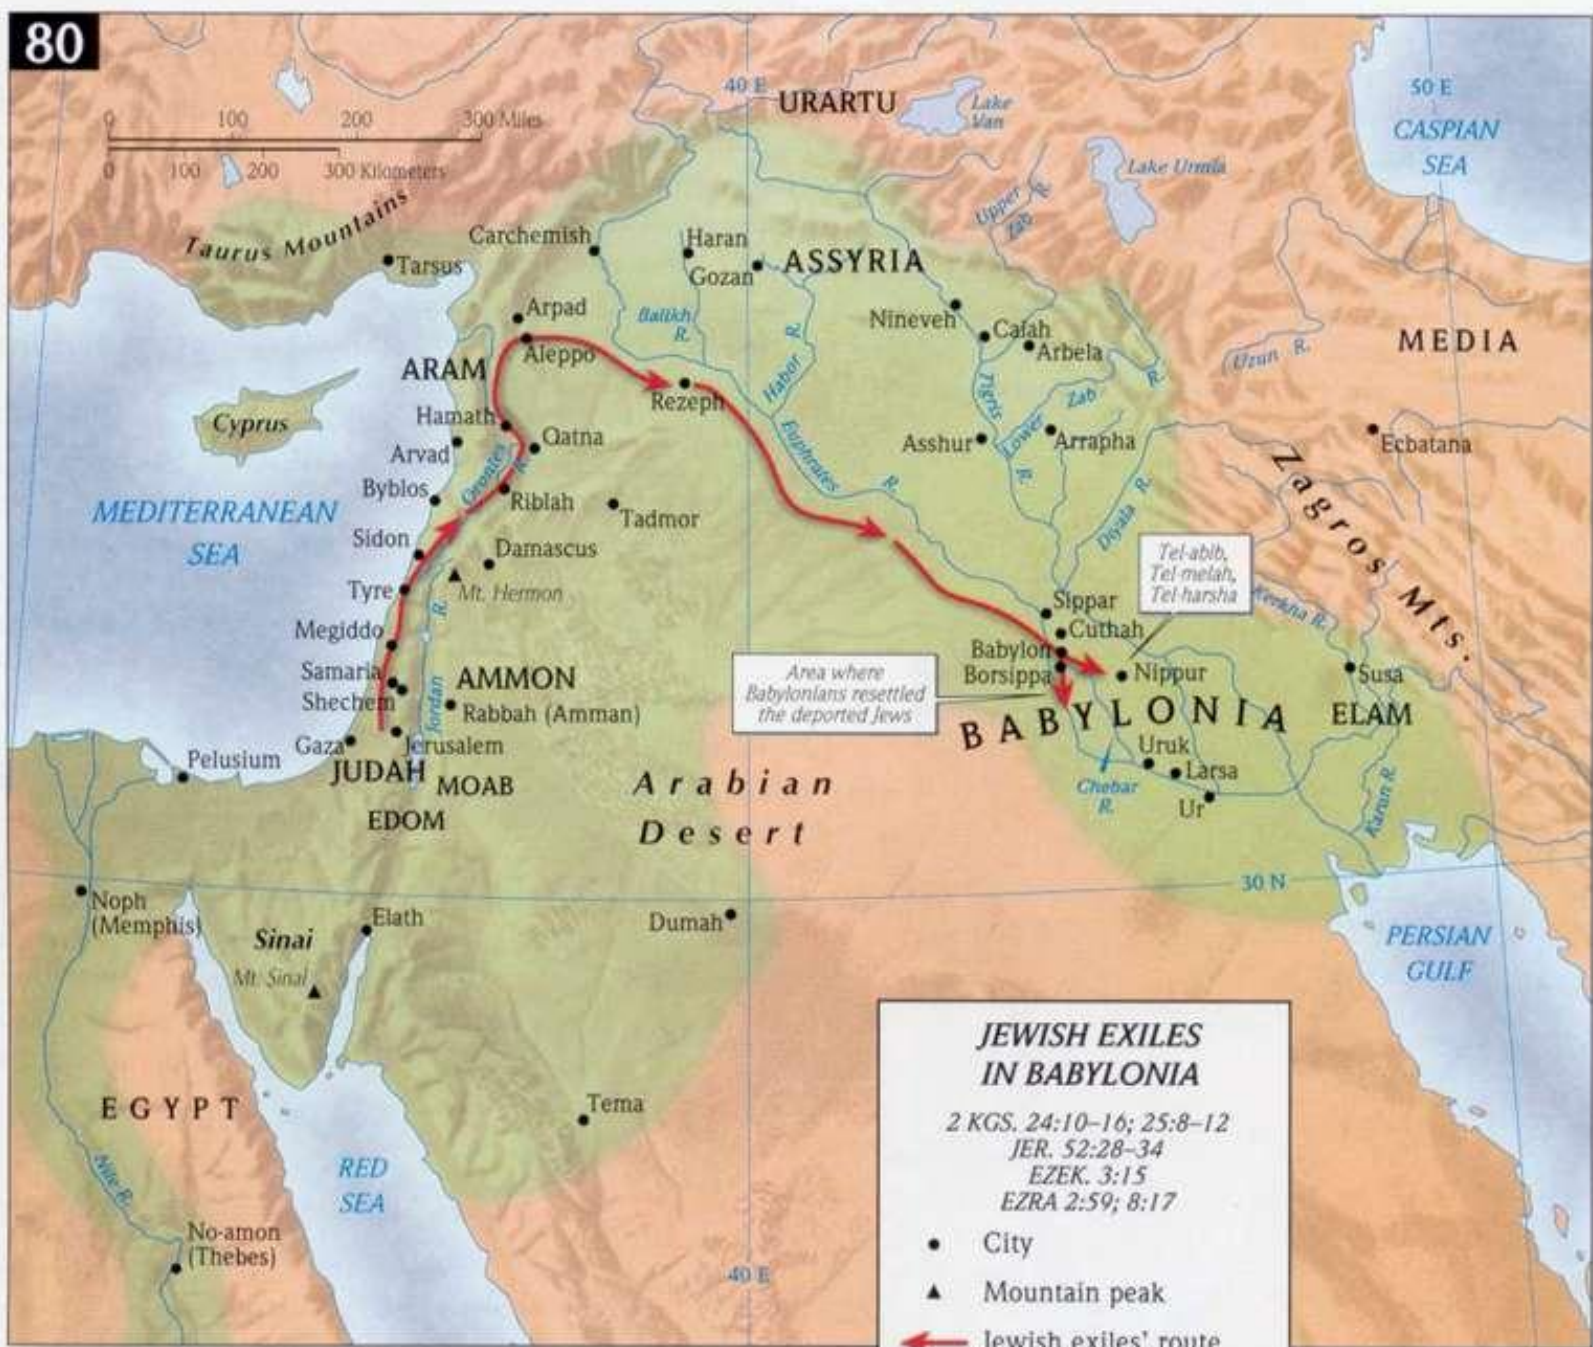 80
40 E
50 E
URARTU
Lake
Van
CASPIAN
SEA
0 100 200 300 Miles
0 100 200 300 Kilometers
Lake Urmia
Upper
Zab
R.
Taurus Mountains
Tarsus
Carchemish
Haran
Gozan
ASSYRIA
Arpad
Balikh
R.
Habor R.
Nineveh
Calah
Arbela
MEDIA
Uzun R.
Aleppo
ARAM
Rezeph
Tigris
R.
Lower
Zab
R.
Cyprus
Hamath
Qatna
Arvad
Orontes
R.
Asshur
Arrapha
Ecbatana
Euphrates
R.
Byblos
Riblah
Tadmor
MEDITERRANEAN
SEA
Zagros Mts.
Diyala R.
Sidon
Damascus
Tel-abib,
Tel-melah,
Tel-harsha
Tyre
Mt. Hermon
Kerkha R.
Sippar
Cuthah
Megiddo
Jordan
R.
Babylon
Borsippa
Nippur
Susa
Samaria
Shechem
AMMON
Rabbah (Amman)
Area where
Babylonians resettled
the deported Jews
BABYLONIA
ELAM
Gaza
Jerusalem
Pelusium
JUDAH
MOAB
EDOM
Uruk
Larsa
Ur
Chebar
R.
Karun R.
Arabian
Desert
30 N
Noph
(Memphis)
Elath
Dumah
Sinai
Mt. Sinai
PERSIAN
GULF
EGYPT
Tema
Nile R.
RED
SEA
No-amon
(Thebes)
40 E
JEWISH EXILES
IN BABYLONIA
2 KGS. 24:10–16; 25:8–12
JER. 52:28–34
EZEK. 3:15
EZRA 2:59; 8:17
City
Mountain peak
Jewish exiles' route